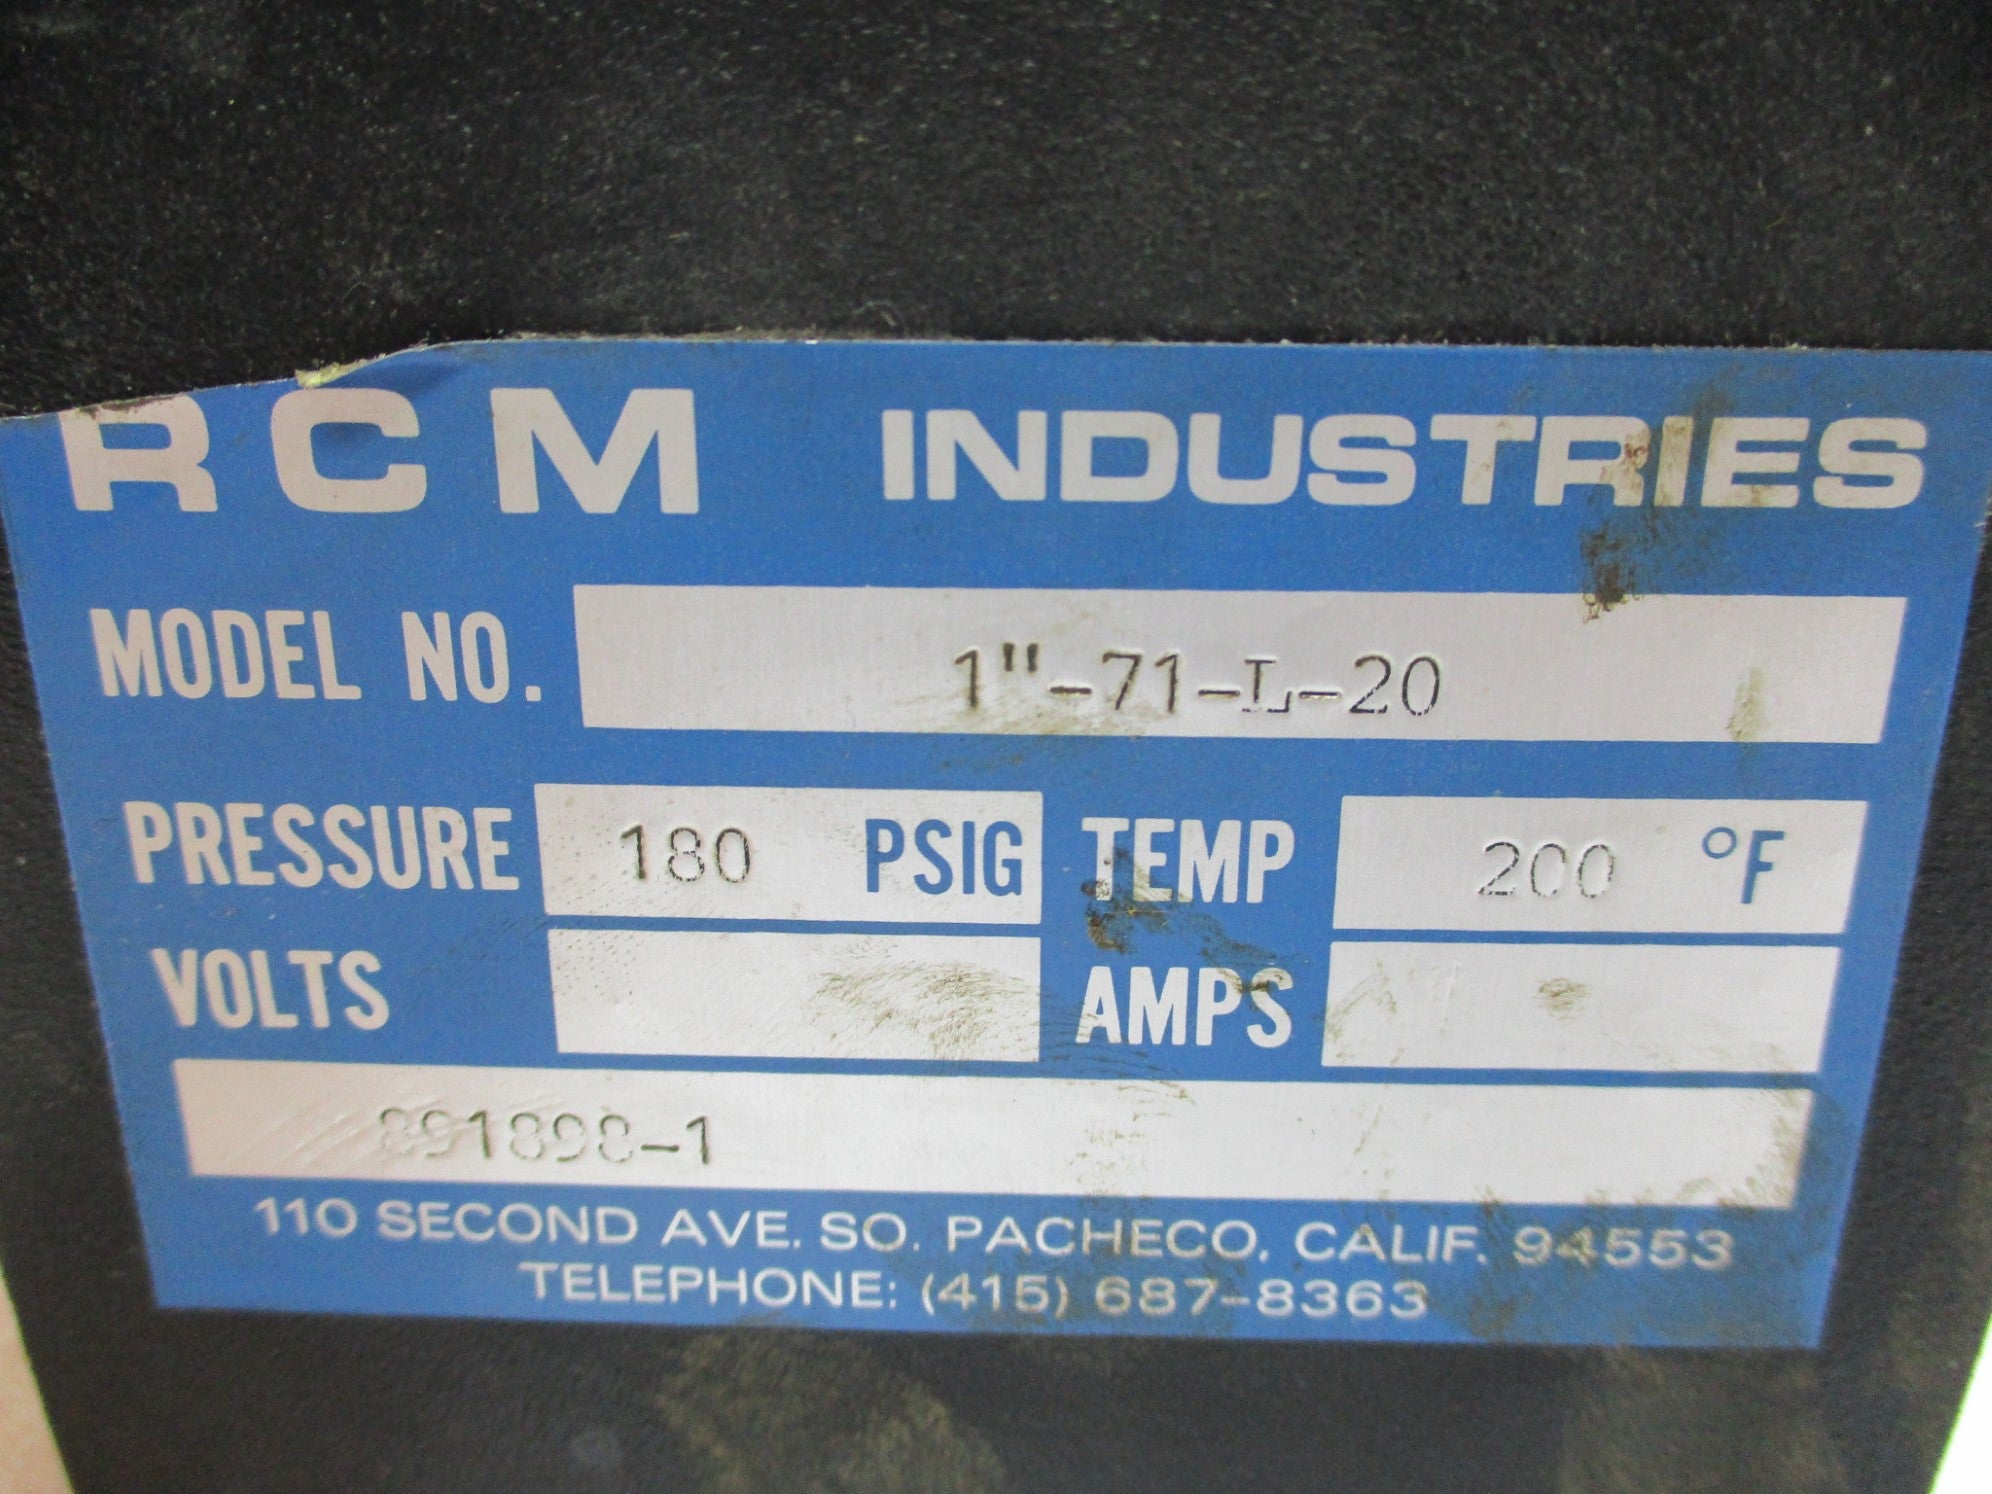 RCM INDUSTRIES
MODEL NO. 1"-71-L-20
PRESSURE 180 PSIG TEMP 200 °F
VOLTS AMPS
891898-1
110 SECOND AVE. SO. PACHECO, CALIF. 94553
TELEPHONE: (415) 687-8363